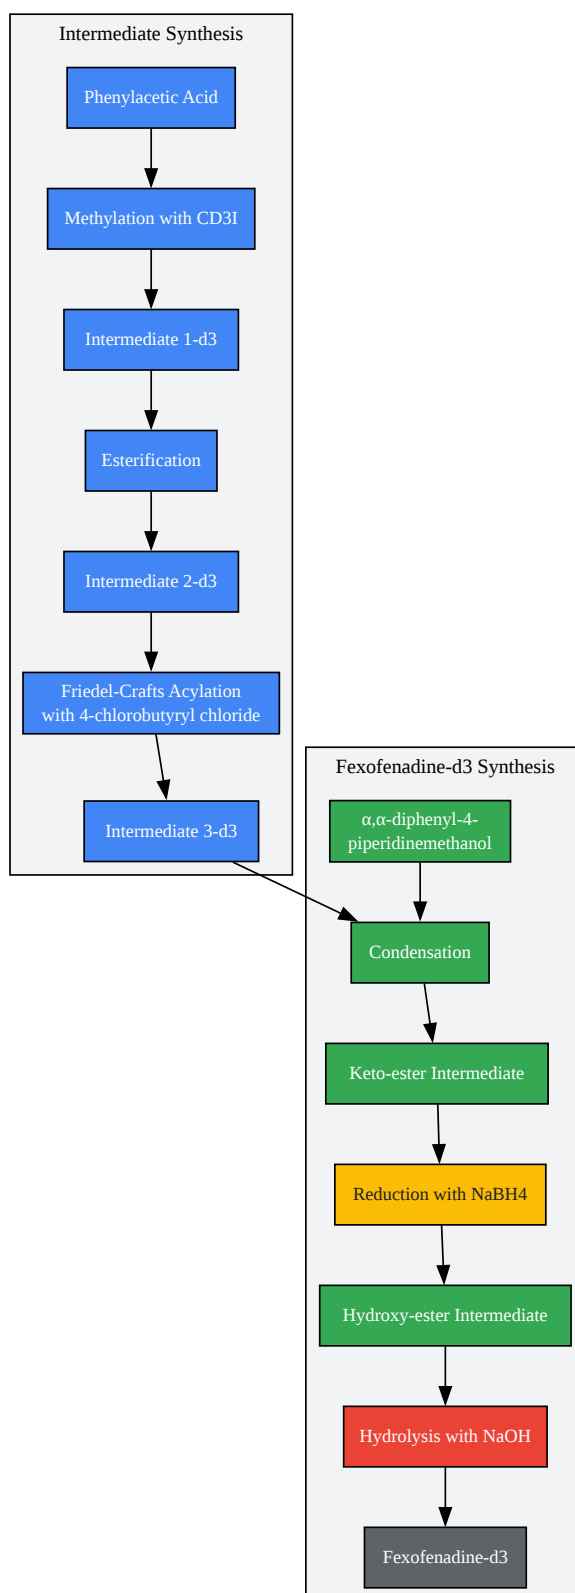 Intermediate Synthesis
Phenylacetic Acid
Methylation with CD3I
Intermediate 1-d3
Esterification
Intermediate 2-d3
Friedel-Crafts Acylation
with 4-chlorobutyryl chloride
Intermediate 3-d3
Fexofenadine-d3 Synthesis
α,α-diphenyl-4-
piperidinemethanol
Condensation
Keto-ester Intermediate
Reduction with NaBH4
Hydroxy-ester Intermediate
Hydrolysis with NaOH
Fexofenadine-d3